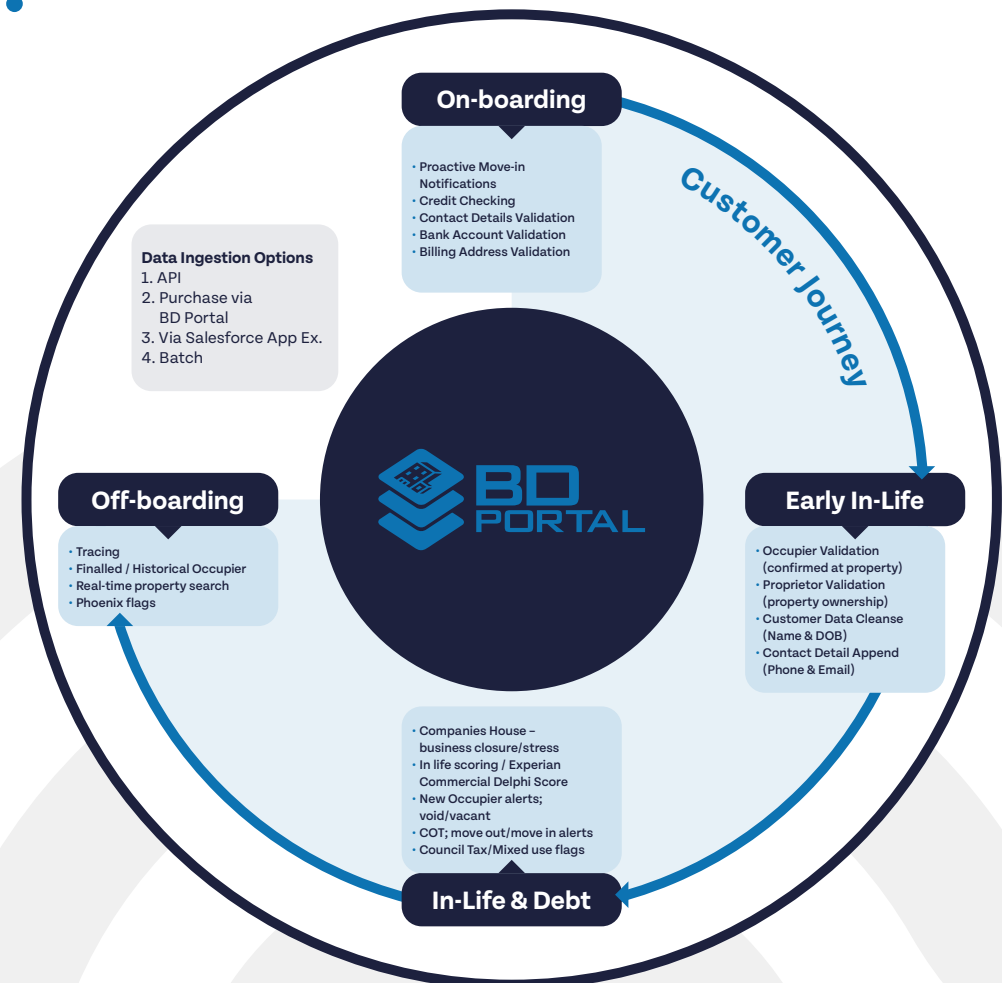 On-boarding
• Proactive Move-in
Notifications
• Credit Checking
• Contact Details Validation
• Bank Account Validation
• Billing Address Validation
Customer Journey
Data Ingestion Options
1. API
2. Purchase via
BD Portal
3. Via Salesforce App Ex.
4. Batch
BD
PORTAL
Off-boarding
• Tracing
• Finalled / Historical Occupier
• Real-time property search
• Phoenix flags
Early In-Life
• Occupier Validation
(confirmed at property)
• Proprietor Validation
(property ownership)
• Customer Data Cleanse
(Name & DOB)
• Contact Detail Append
(Phone & Email)
• Companies House –
business closure/stress
• In life scoring / Experian
Commercial Delphi Score
• New Occupier alerts;
void/vacant
• COT; move out/move in alerts
• Council Tax/Mixed use flags
In-Life & Debt